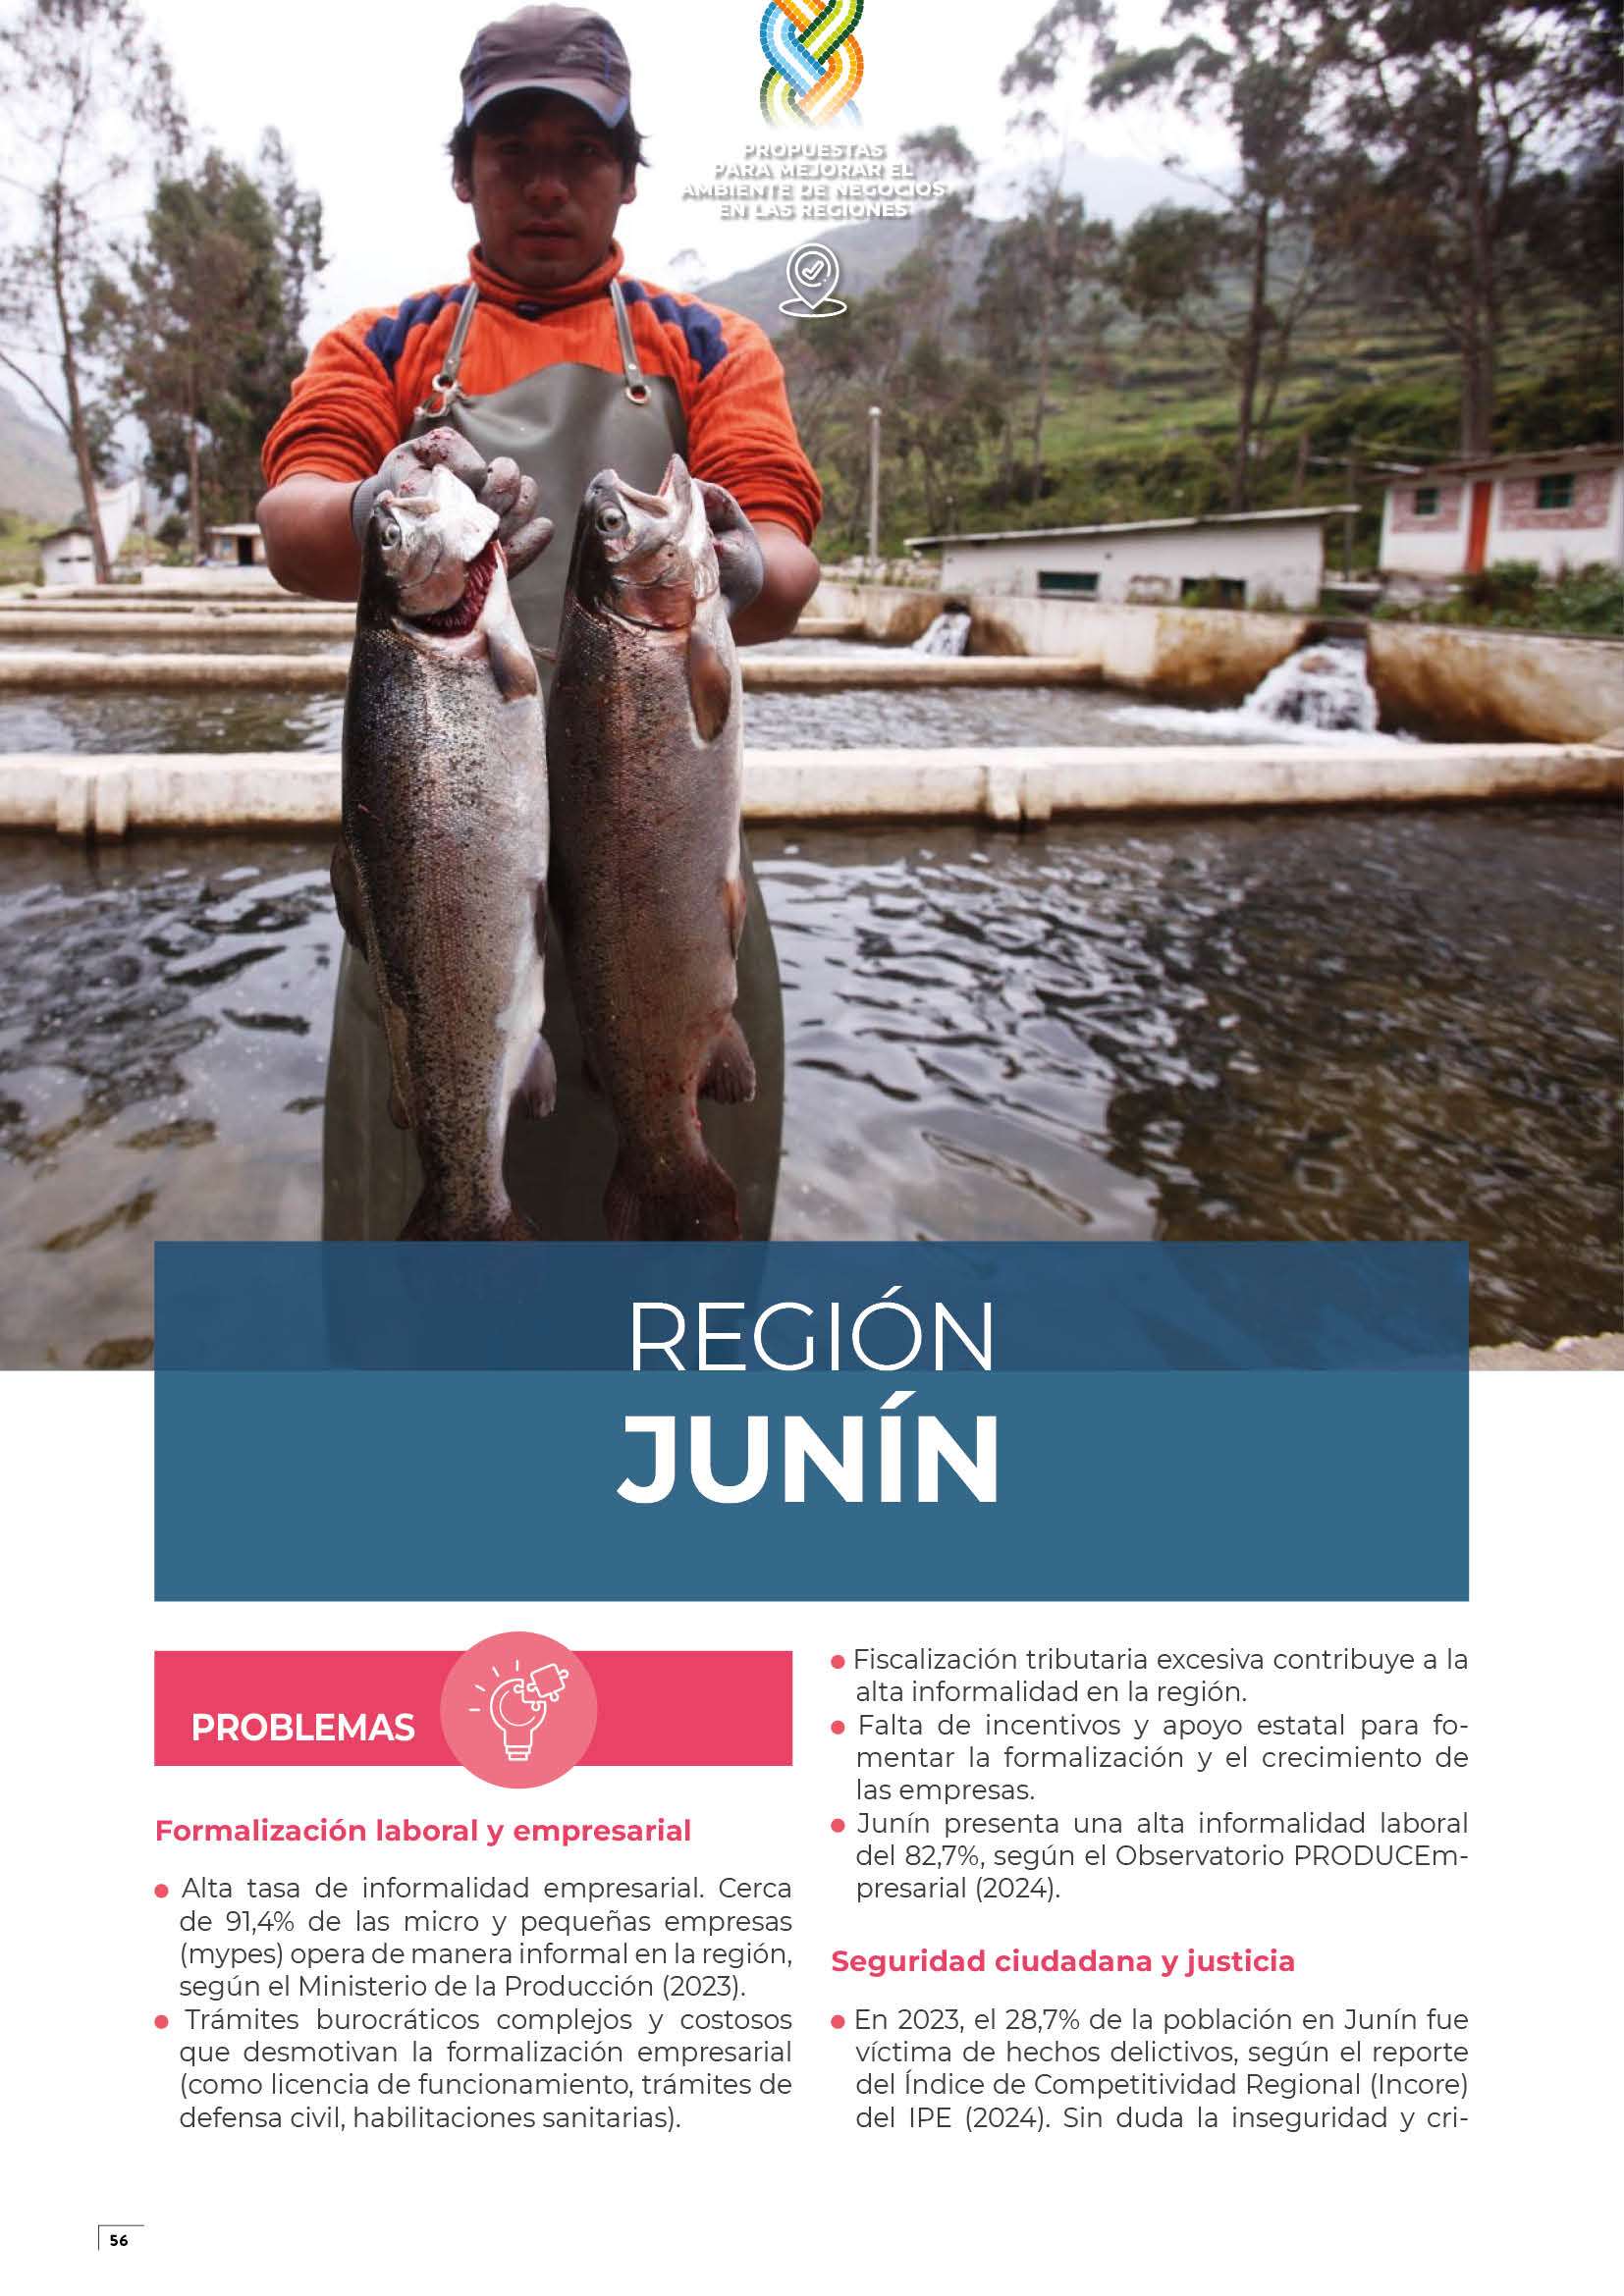 PROPUESTAS
PARA MEJORAR EL
AMBIENTE DE NEGOCIOS
EN LAS REGIONES
REGIÓN
JUNÍN
PROBLEMAS
Formalización laboral y empresarial
● Alta tasa de informalidad empresarial. Cerca
de 91,4% de las micro y pequeñas empresas
(mypes) opera de manera informal en la región,
según el Ministerio de la Producción (2023).
● Trámites burocráticos complejos y costosos
que desmotivan la formalización empresarial
(como licencia de funcionamiento, trámites de
defensa civil, habilitaciones sanitarias).
● Fiscalización tributaria excesiva contribuye a la
alta informalidad en la región.
● Falta de incentivos y apoyo estatal para fo-
mentar la formalización y el crecimiento de
las empresas.
● Junín presenta una alta informalidad laboral
del 82,7%, según el Observatorio PRODUCEm-
presarial (2024).
Seguridad ciudadana y justicia
● En 2023, el 28,7% de la población en Junín fue
víctima de hechos delictivos, según el reporte
del Índice de Competitividad Regional (Incore)
del IPE (2024). Sin duda la inseguridad y cri-
56